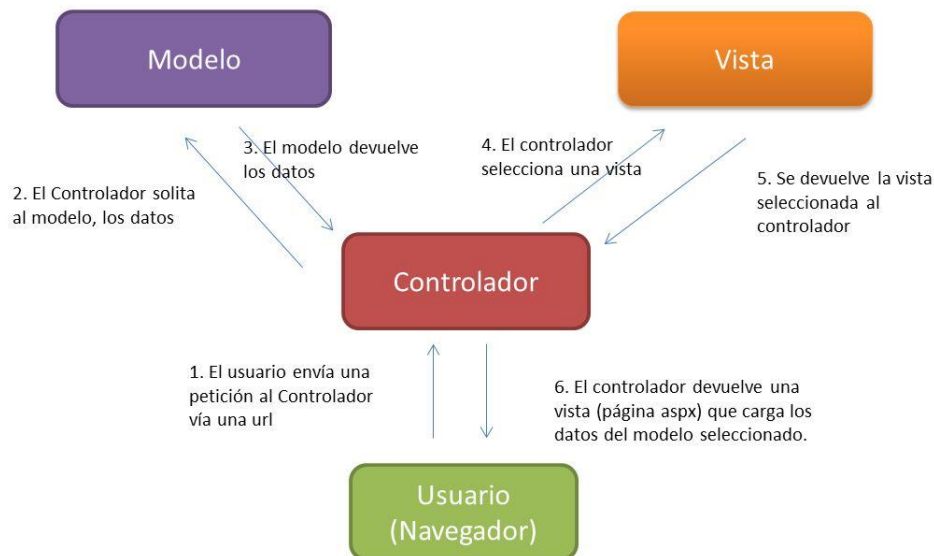 Modelo
Vista
3. El modelo devuelve
los datos
4. El controlador
selecciona una vista
2. El Controlador solita
al modelo, los datos
5. Se devuelve la vista
seleccionada al
controlador
Controlador
1. El usuario envía una
petición al Controlador
vía una url
6. El controlador devuelve una
vista (página aspx) que carga los
datos del modelo seleccionado.
Usuario
(Navegador)